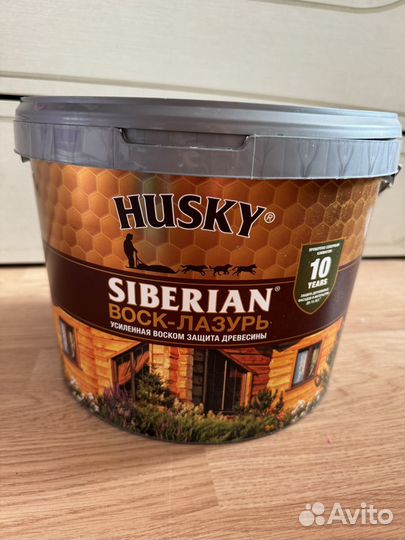 HUSKY®
SIBERIAN®
ВОСК-ЛАЗУРЬ
УСИЛЕННАЯ ВОСКОМ ЗАЩИТА ДРЕВЕСИНЫ
10
YEARS
Avito